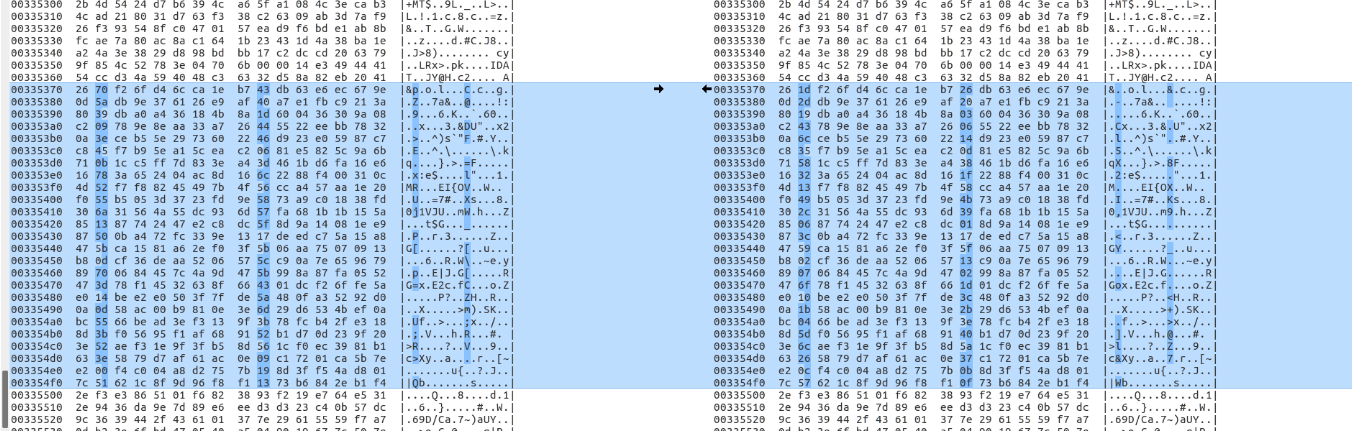 00335300 2b 4d 54 24 d7 b6 39 4c a6 5f a1 08 4c 3e ca b3 |+MT$..9L._..L>..|
00335310 4c ad 21 80 31 d7 63 f3 38 c2 63 09 ab 3d 7a f9 |L.!.1.c.8.c..=z.|
00335320 26 f3 93 54 8f c0 47 01 57 ea d9 f6 bd e1 ab 8b |&..T..G.W.......|
00335330 fc ae 7a 80 ac 8a c1 64 1b 23 43 1d 4a 38 ba 1e |..z....d.#C.J8..|
00335340 a2 4a 3e 38 29 d8 98 bd bb 17 c2 dc cd 20 63 79 |.J>8)........ cy|
00335350 9f 85 4c 52 78 3e 04 70 6b 00 00 14 e3 49 44 41 |..LRx>.pk....IDA|
00335360 54 cc d3 4a 59 40 48 c3 63 32 d5 8a 82 eb 20 41 |T..JY@H.c2.... A|
00335370 26 70 f2 6f d4 6c ca 1e b7 43 db 63 e6 ec 67 9e |&p.o.l...C.c..g.|
00335380 0d 5a db 9e 37 61 26 e9 af 40 a7 e1 fb c9 21 3a |.Z..7a&..@....!:|
00335390 80 39 db a0 a4 36 18 4b 8a 1d 60 04 36 30 9a 08 |.9...6.K..`.60..|
003353a0 c2 09 78 9e 8e aa 33 a7 26 44 55 22 ee bb 78 32 |..x...3.&DU"..x2|
003353b0 0a 3e ce b5 5e 29 73 60 22 46 d9 23 e0 59 87 c7 |.>..^)s`"F.#.Y..|
003353c0 c8 45 f7 b9 5e a1 5c ea c2 06 81 e5 82 5c 9a 6b |.E..^.\......\.k|
003353d0 71 0b 1c c5 ff 7d 83 3e a4 3d 46 1b d6 fa 16 e6 |q....}.>.=F.....|
003353e0 16 78 3a 65 24 04 ac 8d 16 6c 22 88 f4 00 31 0c |.x:e$....l"...1.|
003353f0 4d 52 f7 f8 82 45 49 7b 4f 56 cc a4 57 aa 1e 20 |MR...EI{OV..W.. |
00335400 f0 55 b5 05 3d 37 23 fd 9e 58 73 a9 c0 18 38 fd |.U..=7#..Xs...8.|
00335410 30 6a 31 56 4a 55 dc 93 6d 57 fa 68 1b 1b 15 5a |0j1VJU..mW.h...Z|
00335420 85 13 87 74 24 47 e2 c8 dc 5f 8d 9a 14 08 1e e9 |...t$G..._......|
00335430 87 50 0b a4 72 fc 33 9e 13 17 de ed c7 5a 15 a8 |.P..r.3......Z..|
00335440 47 5b ca 15 81 a6 2e f0 3f 5b 06 aa 75 07 09 13 |G[......?[..u...|
00335450 b8 0d cf 36 de aa 52 06 57 5c c9 0a 7e 65 96 79 |...6..R.W\..~e.y|
00335460 89 70 06 84 45 7c 4a 9d 47 5b 99 8a 87 fa 05 52 |.p..E|J.G[.....R|
00335470 47 3d 78 f1 45 32 63 8f 66 43 01 dc f2 6f fe 5a |G=x.E2c.fC...o.Z|
00335480 e0 14 be e2 e0 50 3f 7f de 5a 48 0f a3 52 92 d0 |.....P?..ZH..R..|
00335490 0a 0d 58 ac 00 b9 81 0e 3e 6d 29 d6 53 4b ef 0a |..X.....>m).SK..|
003354a0 bc 55 66 be ad 3e f3 13 9f 3b 78 fc b4 2f e3 18 |.Uf..>...;x../..|
003354b0 8d 3b f0 56 95 f1 af 68 91 52 b1 d7 0d 23 9f 20 |.;.V...h.R...#. |
003354c0 3e 52 ae f3 1e 9f 3f b5 8d 56 1c f0 ec 39 81 b1 |>R....?..V...9..|
003354d0 63 3e 58 79 d7 af 61 ac 0e 09 c1 72 01 ca 5b 7e |c>Xy..a....r..[~|
003354e0 e2 00 f4 c0 04 a8 d2 75 7b 19 8d 3f f5 4a d8 01 |.......u{..?.J..|
003354f0 7c 51 62 1c 8f 9d 96 f8 f1 13 73 b6 84 2e b1 f4 ||Qb.......s.....|
00335500 2e f3 e3 86 51 01 f6 82 38 93 f2 19 e7 64 e5 31 |....Q...8....d.1|
00335510 2e 94 36 da 9e 7d 89 e6 ee d3 d3 23 c4 0b 57 dc |..6..}.....#..W.|
00335520 9c 36 39 44 2f 43 61 01 37 7e 29 61 55 59 f7 a7 |.69D/Ca.7~)aUY..|
00335300 2b 4d 54 24 d7 b6 39 4c a6 5f a1 08 4c 3e ca b3 |+MT$..9L._..L>..|
00335310 4c ad 21 80 31 d7 63 f3 38 c2 63 09 ab 3d 7a f9 |L.!.1.c.8.c..=z.|
00335320 26 f3 93 54 8f c0 47 01 57 ea d9 f6 bd e1 ab 8b |&..T..G.W.......|
00335330 fc ae 7a 80 ac 8a c1 64 1b 23 43 1d 4a 38 ba 1e |..z....d.#C.J8..|
00335340 a2 4a 3e 38 29 d8 98 bd bb 17 c2 dc cd 20 63 79 |.J>8)........ cy|
00335350 9f 85 4c 52 78 3e 04 70 6b 00 00 14 e3 49 44 41 |..LRx>.pk....IDA|
00335360 54 cc d3 4a 59 40 48 c3 63 32 d5 8a 82 eb 20 41 |T..JY@H.c2.... A|
00335370 26 1d f2 6f d4 6c ca 1e b7 26 db 63 e6 ec 67 9e |&..o.l...&.c..g.|
00335380 0d 2d db 9e 37 61 26 e9 af 20 a7 e1 fb c9 21 3a |.-..7a&.. ....!:|
00335390 80 19 db a0 a4 36 18 4b 8a 03 60 04 36 30 9a 08 |.....6.K..`.60..|
003353a0 c2 43 78 9e 8e aa 33 a7 26 06 55 22 ee bb 78 32 |.Cx...3.&.U"..x2|
003353b0 0a 6c ce b5 5e 29 73 60 22 14 d9 23 e0 59 87 c7 |.l..^)s`"..#.Y..|
003353c0 c8 35 f7 b9 5e a1 5c ea c2 0d 81 e5 82 5c 9a 6b |.5..^.\......\.k|
003353d0 71 58 1c c5 ff 7d 83 3e a4 38 46 1b d6 fa 16 e6 |qX...}.>.8F.....|
003353e0 16 32 3a 65 24 04 ac 8d 16 1f 22 88 f4 00 31 0c |.2:e$....."...1.|
003353f0 4d 13 f7 f8 82 45 49 7b 4f 58 cc a4 57 aa 1e 20 |M....EI{OX..W.. |
00335400 f0 49 b5 05 3d 37 23 fd 9e 4b 73 a9 c0 18 38 fd |.I..=7#..Ks...8.|
00335410 30 2c 31 56 4a 55 dc 93 6d 39 fa 68 1b 1b 15 5a |0,1VJU..m9.h...Z|
00335420 85 06 87 74 24 47 e2 c8 dc 01 8d 9a 14 08 1e e9 |...t$G..........|
00335430 87 3c 0b a4 72 fc 33 9e 13 17 de ed c7 5a 15 a8 |.<..r.3......Z..|
00335440 47 59 ca 15 81 a6 2e f0 3f 5f 06 aa 75 07 09 13 |GY......?_..u...|
00335450 b8 02 cf 36 de aa 52 06 57 13 c9 0a 7e 65 96 79 |...6..R.W...~e.y|
00335460 89 07 06 84 45 7c 4a 9d 47 02 99 8a 87 fa 05 52 |....E|J.G......R|
00335470 47 6f 78 f1 45 32 63 8f 66 4d 01 dc f2 6f fe 5a |Gox.E2c.f....o.Z|
00335480 e0 10 be e2 e0 50 3f 7f de 3c 48 0f a3 52 92 d0 |.....P?..<H..R..|
00335490 0a 1b 58 ac 00 b9 81 0e 3e 2b 29 d6 53 4b ef 0a |..X.....>+).SK..|
003354a0 bc 04 66 be ad 3e f3 13 9f 3e 78 fc b4 2f e3 18 |..f..>...>x../..|
003354b0 8d 5d f0 56 95 f1 af 68 91 40 b1 d7 0d 23 9f 20 |.].V...h.@...#. |
003354c0 3e 6c ae f3 1e 9f 3f b5 8d 5a 1c f0 ec 39 81 b1 |>l....?..Z...9..|
003354d0 63 26 58 79 d7 af 61 ac 0e 37 c1 72 01 ca 5b 7e |c&Xy..a..7.r..[~|
003354e0 e2 0c f4 c0 04 a8 d2 75 7b 0b 8d 3f f5 4a d8 01 |.......u{..?.J..|
003354f0 7c 57 62 1c 8f 9d 96 f8 f1 0f 73 b6 84 2e b1 f4 ||Wb.......s.....|
00335500 2e f3 e3 86 51 01 f6 82 38 93 f2 19 e7 64 e5 31 |....Q...8....d.1|
00335510 2e 94 36 da 9e 7d 89 e6 ee d3 d3 23 c4 0b 57 dc |..6..}.....#..W.|
00335520 9c 36 39 44 2f 43 61 01 37 7e 29 61 55 59 f7 a7 |.69D/Ca.7~)aUY..|